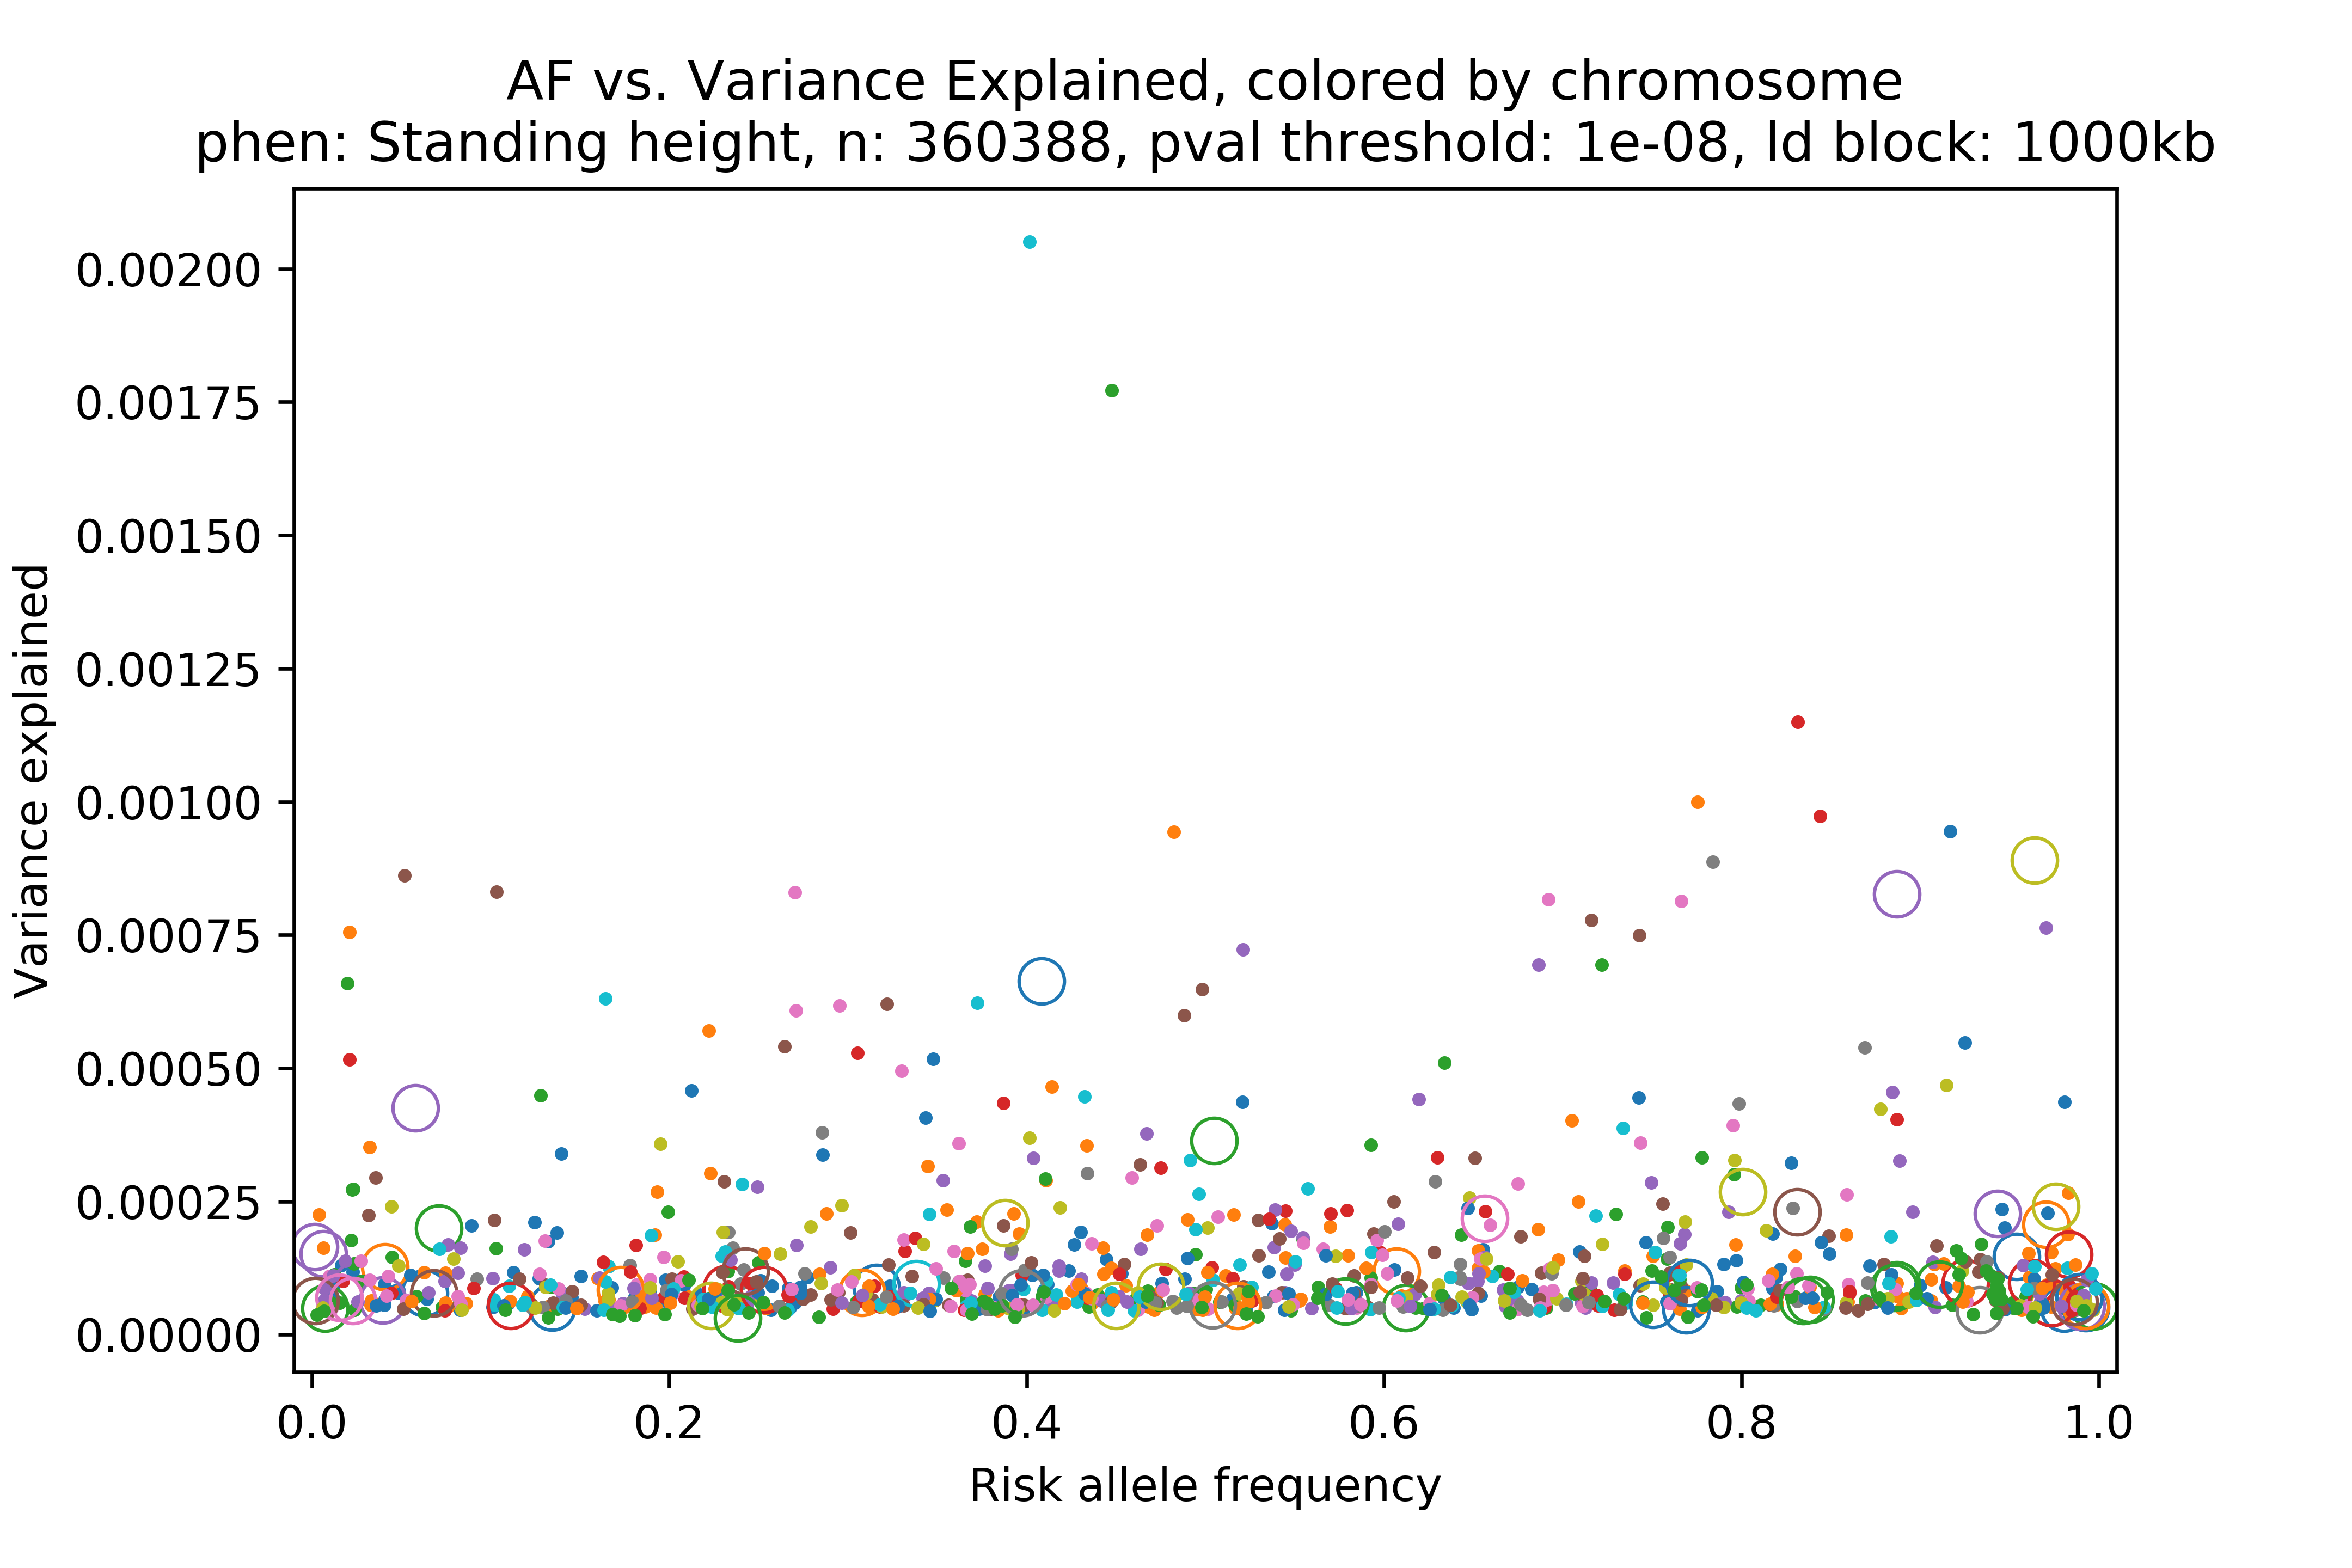 AF vs. Variance Explained, colored by chromosome
phen: Standing height, n: 360388, pval threshold: 1e-08, ld block: 1000kb
0.00200
0.00175
0.00150
0.00125
0.00100
0.00075
0.00050
0.00025
0.00000
Variance explained
0.0 0.2 0.4 0.6 0.8 1.0
Risk allele frequency